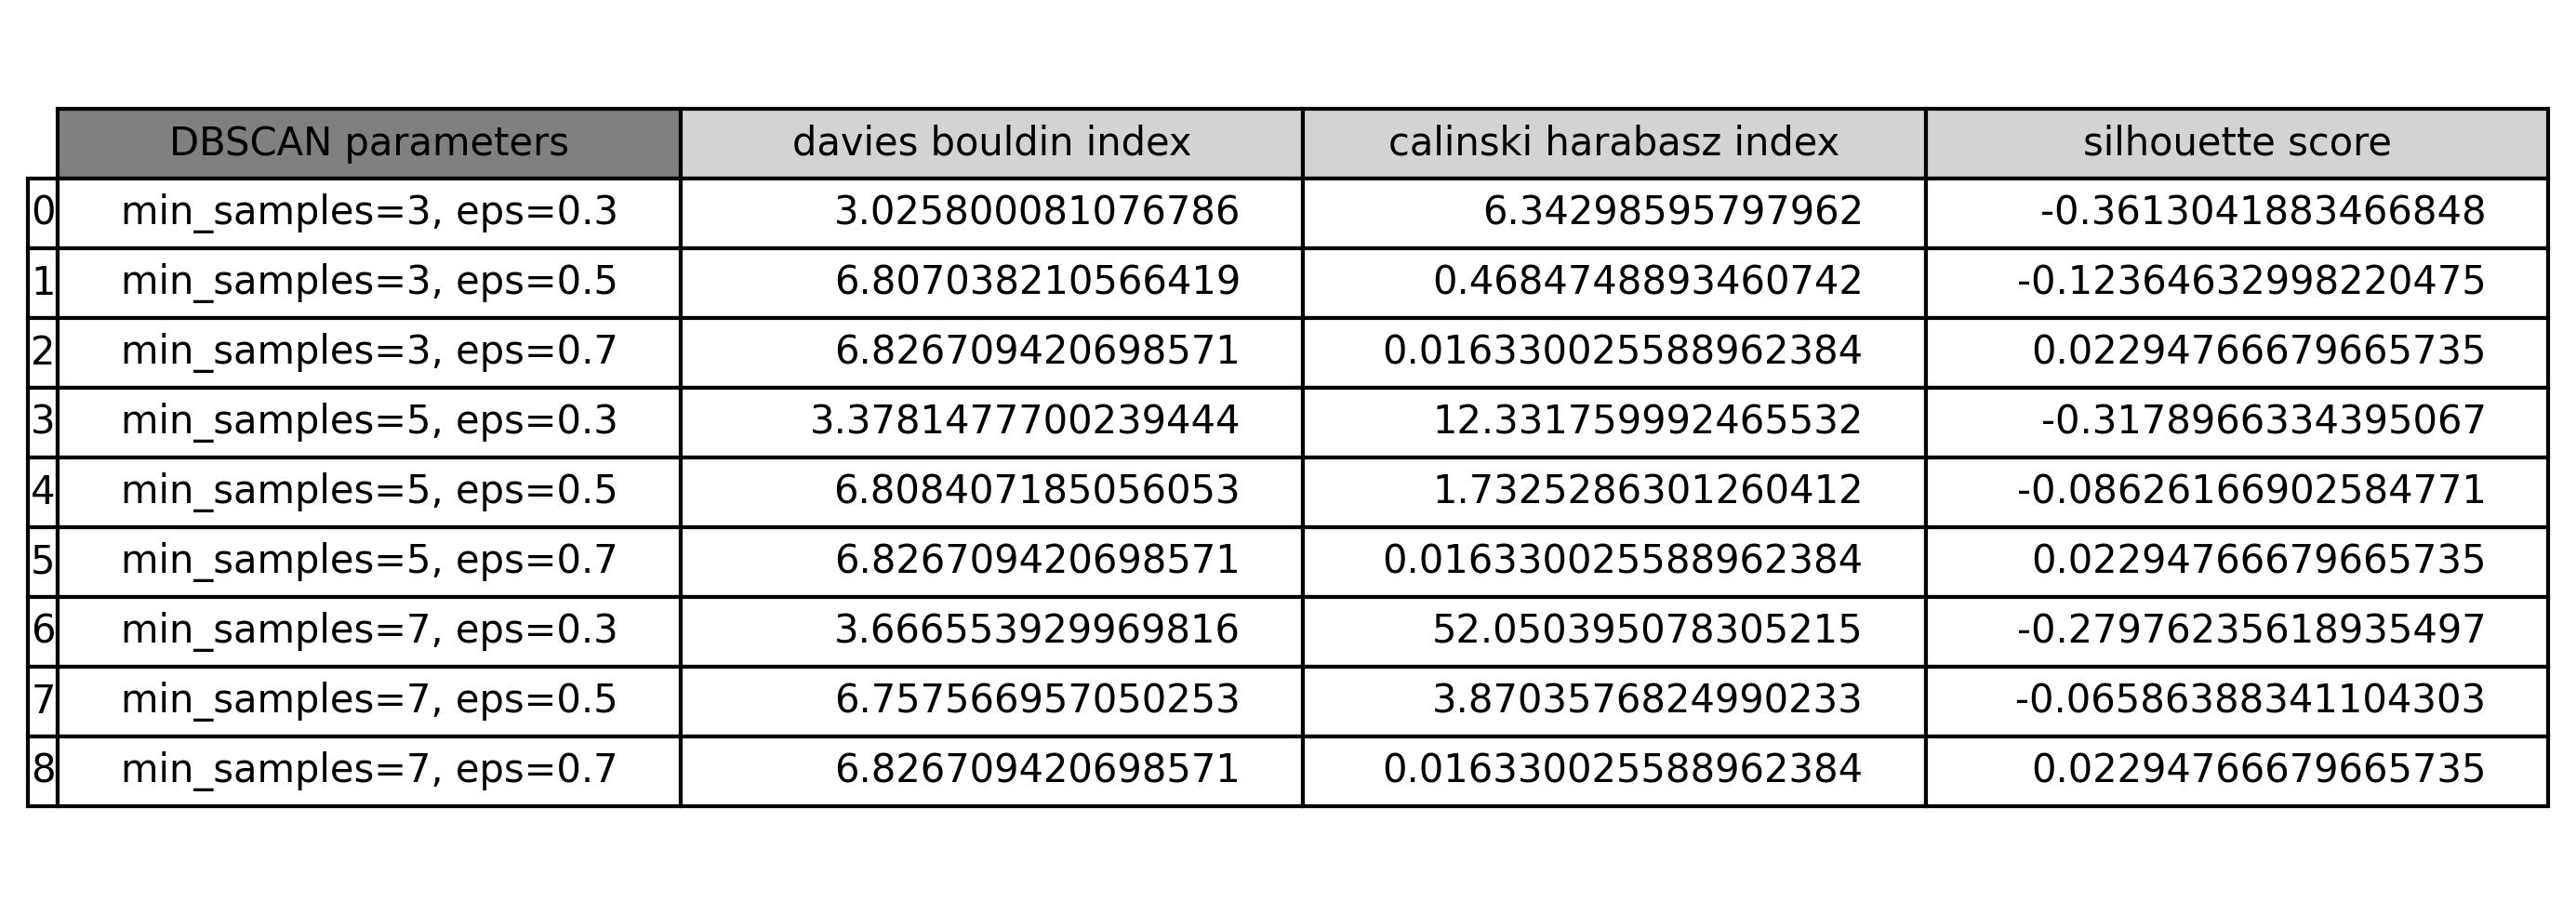 DBSCAN parameters davies bouldin index calinski harabasz index silhouette score
0 min_samples=3, eps=0.3 3.025800081076786 6.34298595797962 -0.3613041883466848
1 min_samples=3, eps=0.5 6.807038210566419 0.4684748893460742 -0.12364632998220475
2 min_samples=3, eps=0.7 6.826709420698571 0.016330025588962384 0.02294766679665735
3 min_samples=5, eps=0.3 3.3781477700239444 12.331759992465532 -0.3178966334395067
4 min_samples=5, eps=0.5 6.808407185056053 1.7325286301260412 -0.08626166902584771
5 min_samples=5, eps=0.7 6.826709420698571 0.016330025588962384 0.02294766679665735
6 min_samples=7, eps=0.3 3.666553929969816 52.050395078305215 -0.27976235618935497
7 min_samples=7, eps=0.5 6.757566957050253 3.8703576824990233 -0.06586388341104303
8 min_samples=7, eps=0.7 6.826709420698571 0.016330025588962384 0.02294766679665735